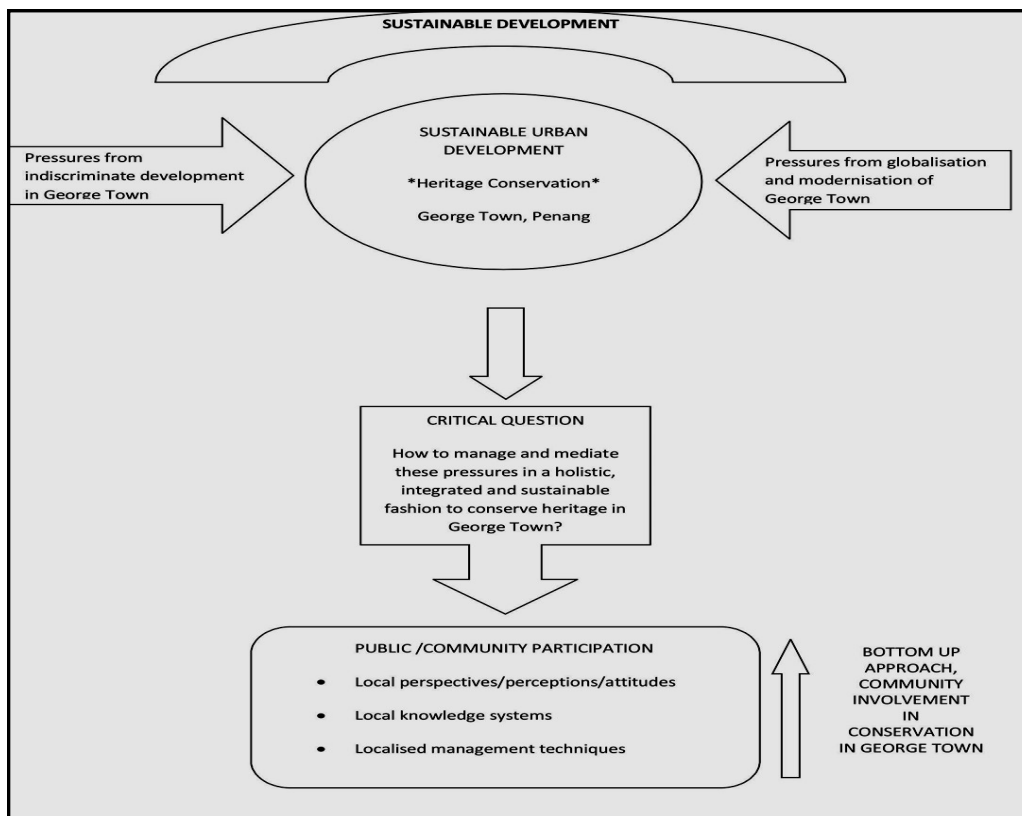 SUSTAINABLE DEVELOPMENT
SUSTAINABLE URBAN
DEVELOPMENT
*Heritage Conservation*
George Town, Penang
Pressures from
indiscriminate development
in George Town
Pressures from globalisation
and modernisation of
George Town
CRITICAL QUESTION
How to manage and mediate
these pressures in a holistic,
integrated and sustainable
fashion to conserve heritage in
George Town?
PUBLIC /COMMUNITY PARTICIPATION
• Local perspectives/perceptions/attitudes
• Local knowledge systems
• Localised management techniques
BOTTOM UP
APPROACH,
COMMUNITY
INVOLVEMENT
IN
CONSERVATION
IN GEORGE TOWN